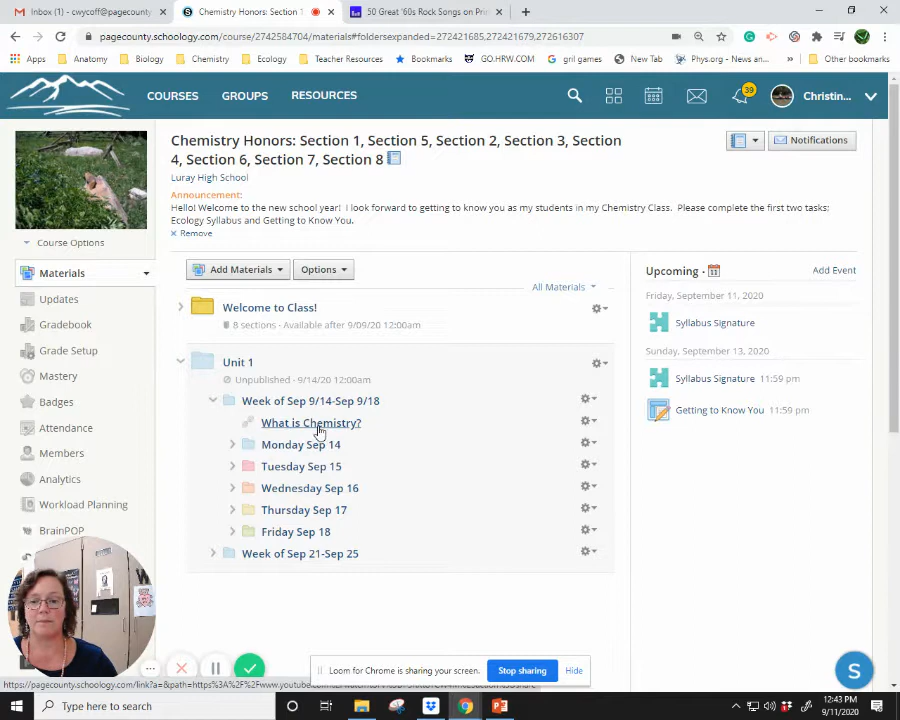 Inbox (1) - cwycoff@pagecounty
Schoology Chemistry Honors: Section 1
50 Great '60s Rock Songs on Prin
pagecounty.schoology.com/course/2742584704/materials#foldersexpanded=272421685,272421679,272616307
Apps Anatomy Biology Chemistry Ecology Teacher Resources Bookmarks GO.HRW.COM gril games New Tab Phys.org - News an... » Other bookmarks
COURSES GROUPS RESOURCES 39 Christin...
Chemistry Honors: Section 1, Section 5, Section 2, Section 3, Section
4, Section 6, Section 7, Section 8
Notifications
Luray High School
Announcement:
Hello! Welcome to the new school year! I look forward to getting to know you as my students in my Chemistry Class. Please complete the first two tasks;
Ecology Syllabus and Getting to Know You.
× Remove
Course Options
Materials
Updates
Gradebook
Grade Setup
Mastery
Badges
Attendance
Members
Analytics
Workload Planning
BrainPOP
Add Materials
Options
All Materials
Welcome to Class!
8 sections - Available after 9/09/20 12:00am
Unit 1
Unpublished - 9/14/20 12:00am
Week of Sep 9/14-Sep 9/18
What is Chemistry?
Monday Sep 14
Tuesday Sep 15
Wednesday Sep 16
Thursday Sep 17
Friday Sep 18
Week of Sep 21-Sep 25
Upcoming
Add Event
Friday, September 11, 2020
Syllabus Signature
Sunday, September 13, 2020
Syllabus Signature 11:59 pm
Getting to Know You 11:59 pm
Loom for Chrome is sharing your screen. Stop sharing Hide
S
Type here to search
12:43 PM
9/11/2020